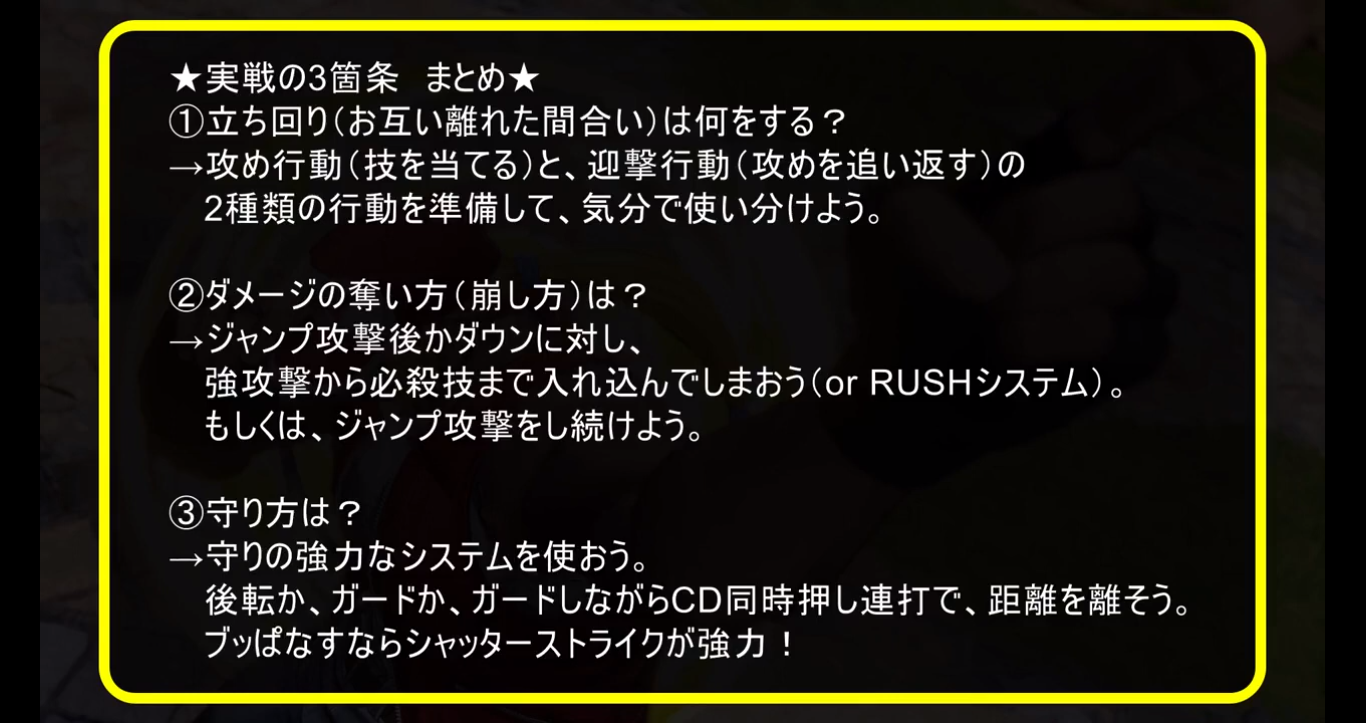 ★実戦の3箇条　まとめ★
①立ち回り（お互い離れた間合い）は何をする？
→攻め行動（技を当てる）と、迎撃行動（攻めを追い返す）の
2種類の行動を準備して、気分で使い分けよう。
②ダメージの奪い方（崩し方）は？
→ジャンプ攻撃後かダウンに対し、
強攻撃から必殺技まで入れ込んでしまおう（or RUSHシステム）。
もしくは、ジャンプ攻撃をし続けよう。
③守り方は？
→守りの強力なシステムを使おう。
後転か、ガードか、ガードしながらCD同時押し連打で、距離を離そう。
ブッぱなすならシャッターストライクが強力！